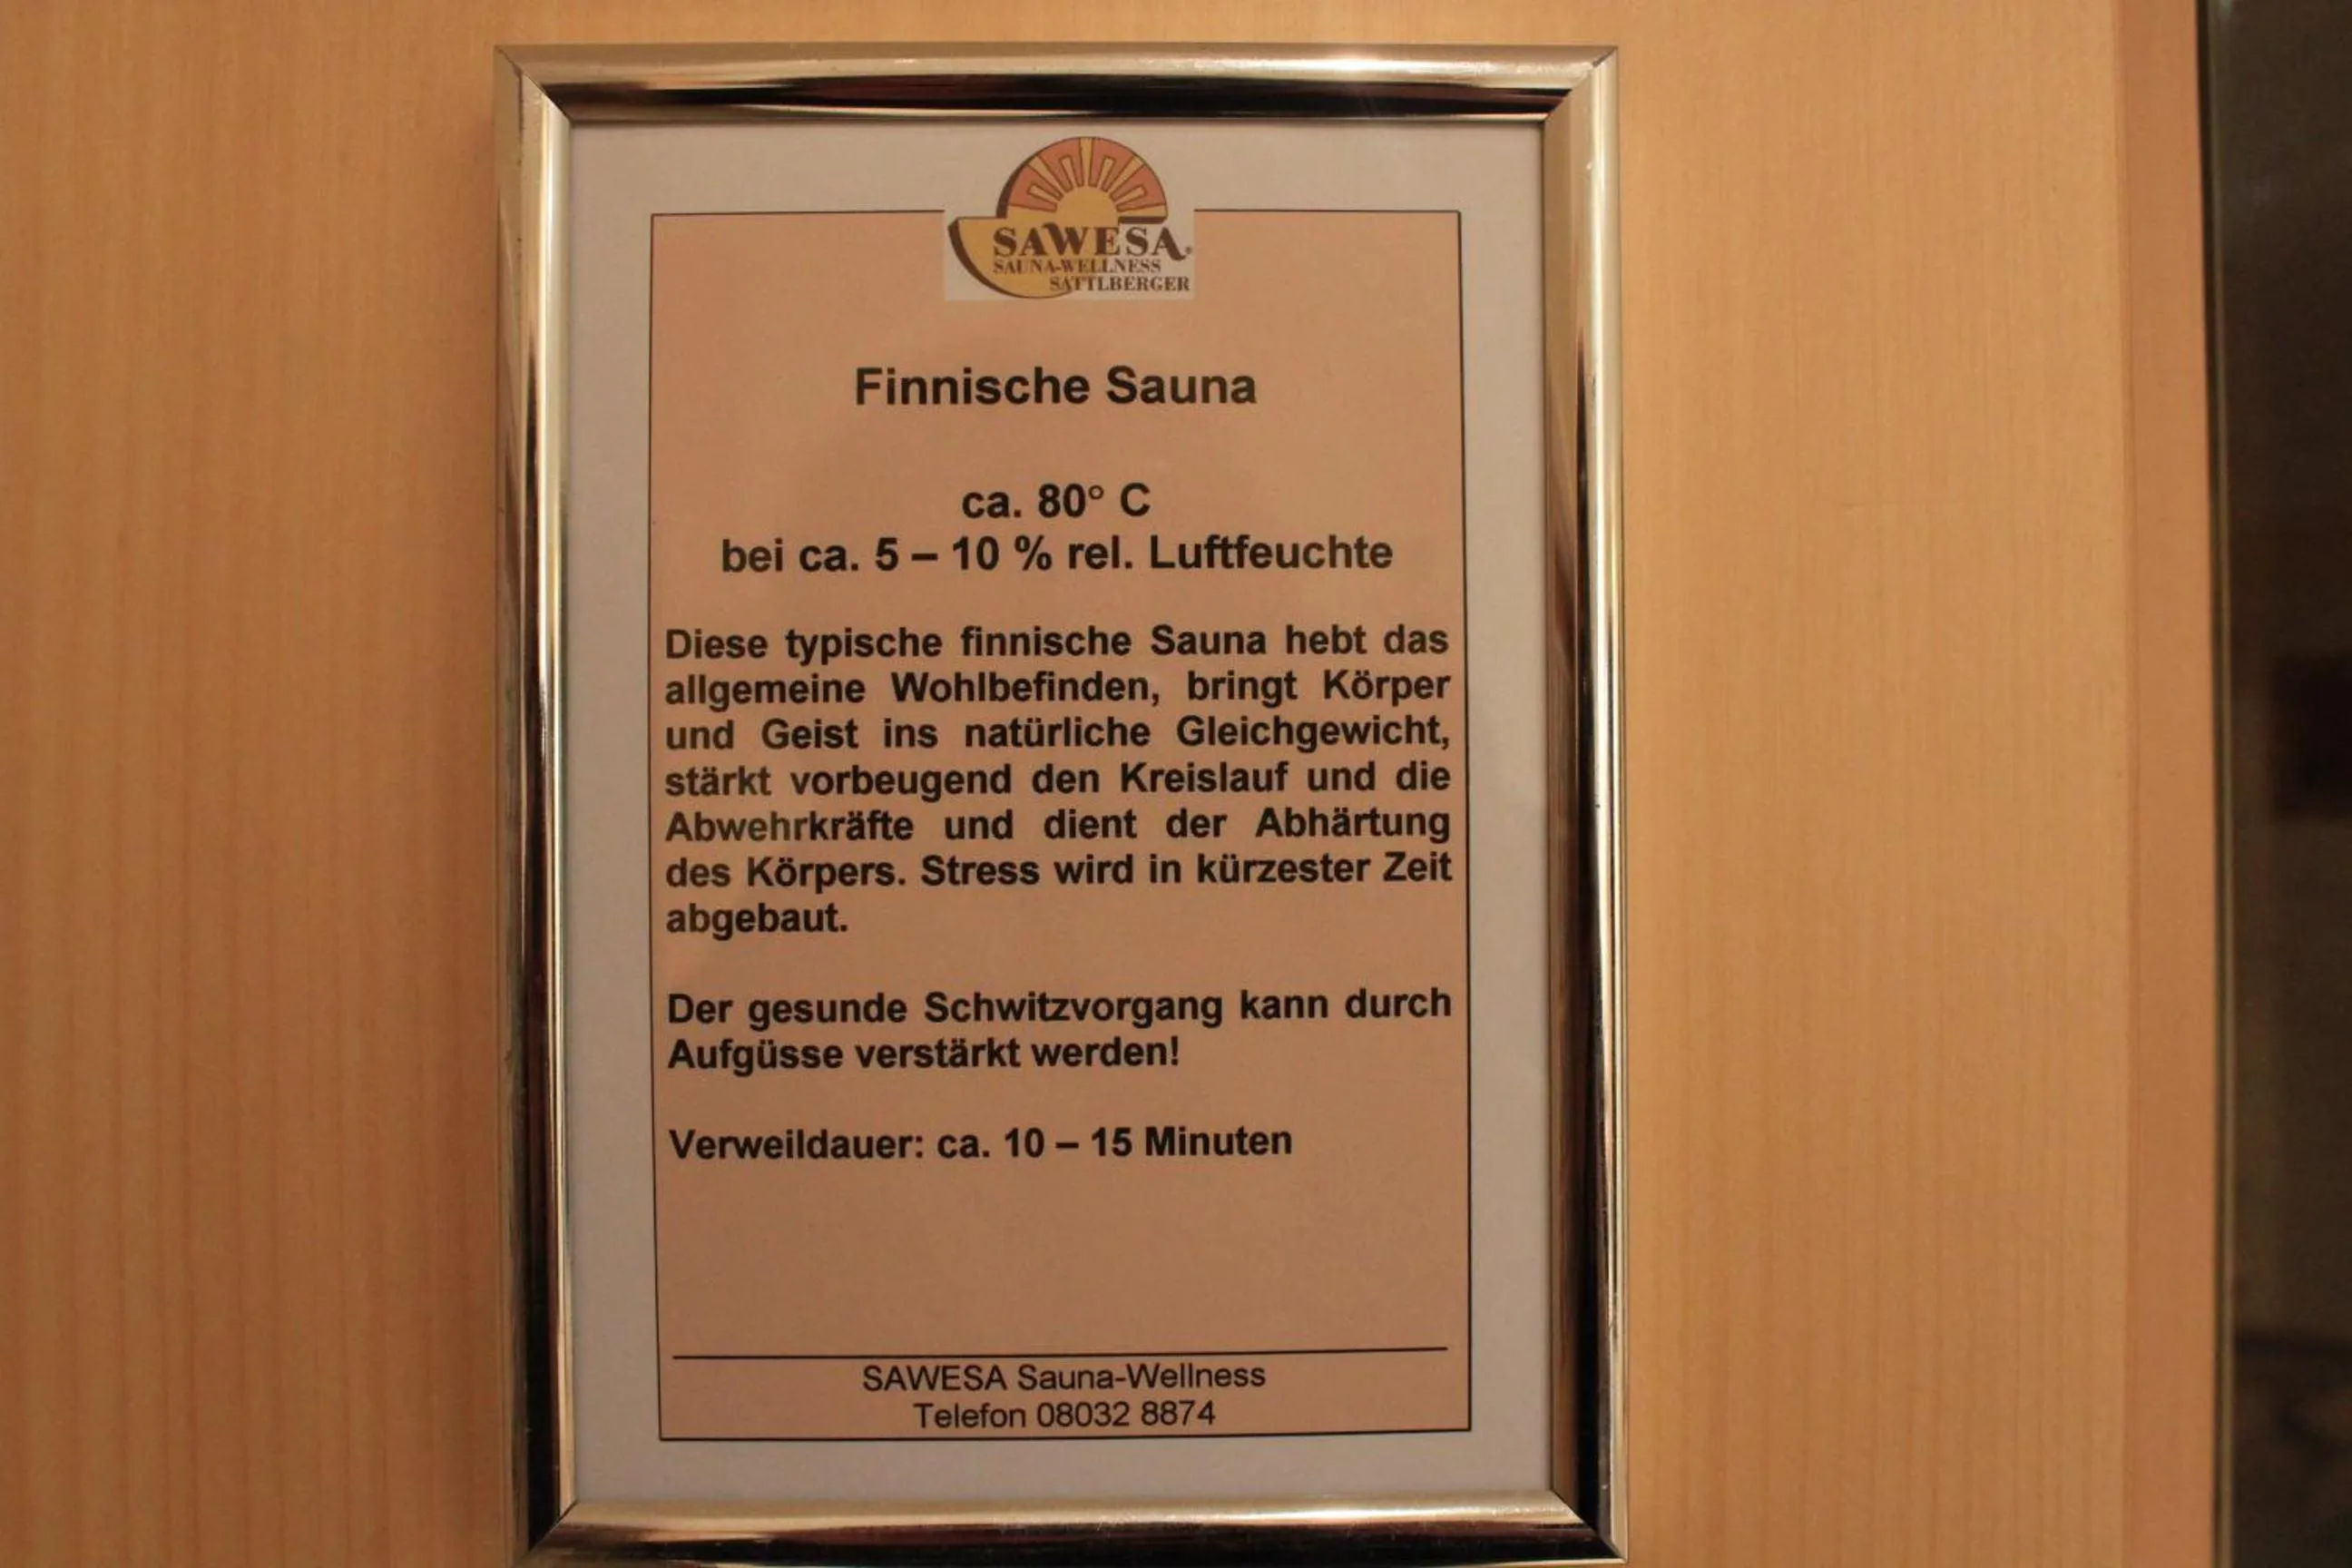 SAWESA®
SAUNA-WELLNESS
SATTLBERGER
Finnische Sauna
ca. 80° C
bei ca. 5 – 10 % rel. Luftfeuchte
Diese typische finnische Sauna hebt das
allgemeine Wohlbefinden, bringt Körper
und Geist ins natürliche Gleichgewicht,
stärkt vorbeugend den Kreislauf und die
Abwehrkräfte und dient der Abhärtung
des Körpers. Stress wird in kürzester Zeit
abgebaut.
Der gesunde Schwitzvorgang kann durch
Aufgüsse verstärkt werden!
Verweildauer: ca. 10 – 15 Minuten
SAWESA Sauna-Wellness
Telefon 08032 8874